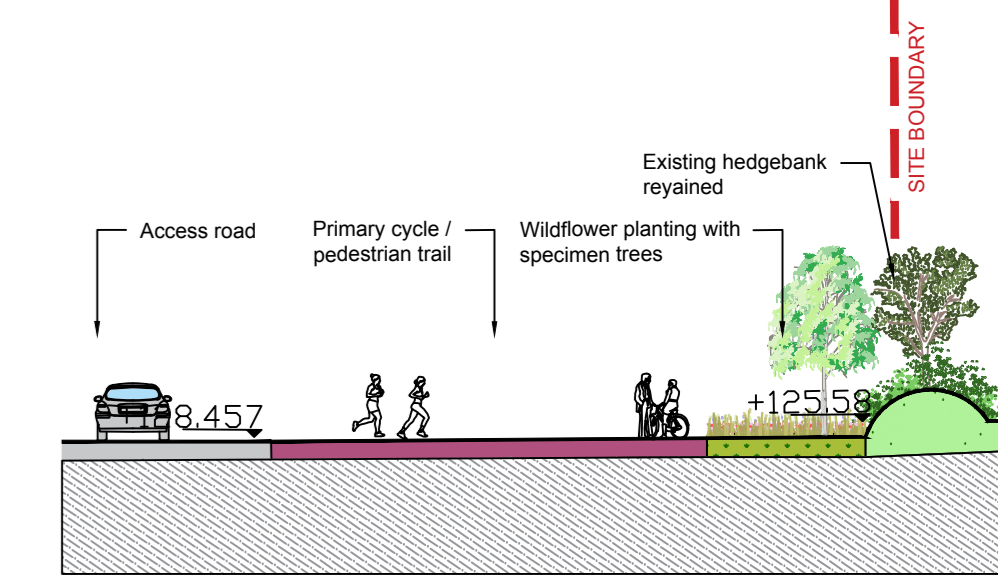 SITE BOUNDARY
Existing hedgebank
reyained
Access road
Primary cycle /
pedestrian trail
Wildflower planting with
specimen trees
8.457
+125.58